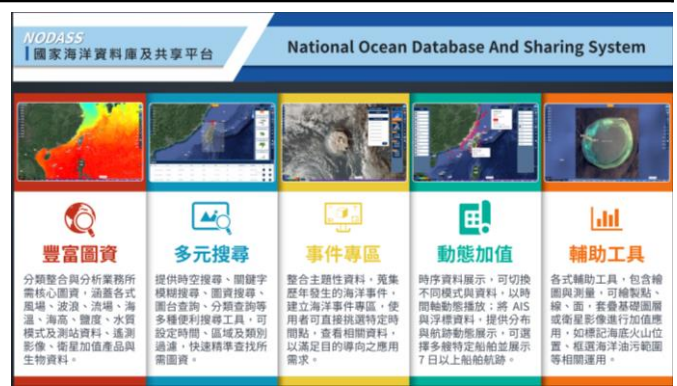 NODASS
國家海洋資料庫及共享平台
National Ocean Database And Sharing System
豐富圖資
分類整合與分析業務所
需核心圖資，涵蓋各式
風場、波浪、流場、海
溫、海高、鹽度、水質
模式及測站資料、遙測
影像、衛星加值產品與
生物資料。
多元搜尋
提供時空搜尋、關鍵字
模糊搜尋、圖資搜尋、
圖台查詢、分類查詢等
多種便利搜尋工具，可
設定時間、區域及類別
過濾，快速精準查找所
需圖資。
事件專區
整合主題性資料，蒐集
歷年發生的海洋事件，
建立海洋事件專區，使
用者可直接挑選特定時
間點，查看相關資料，
以滿足目的導向之應用
需求。
動態加值
時序資料展示，可切換
不同模式與資料，以時
間軸動態播放；將 AIS
與浮標資料，提供分布
與航跡動態展示，可選
擇多艘特定船舶並展示
7 日以上船舶航跡。
輔助工具
各式輔助工具，包含繪
圖與測量，可繪製點、
線、面，套疊基礎圖層
或衛星影像進行加值應
用，如標記海底火山位
置、框選海洋油污範圍
等相關運用。